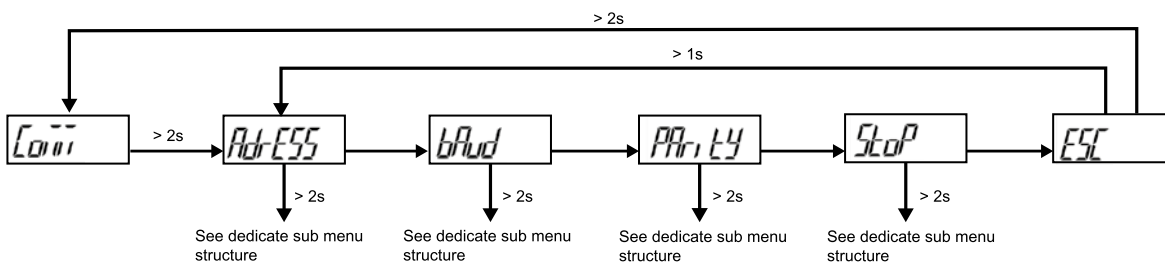 > 2s
> 1s
Comm
> 2s
AdrESS
bAud
PAritY
StoP
ESC
> 2s
> 2s
> 2s
> 2s
See dedicate sub menu
structure
See dedicate sub menu
structure
See dedicate sub menu
structure
See dedicate sub menu
structure